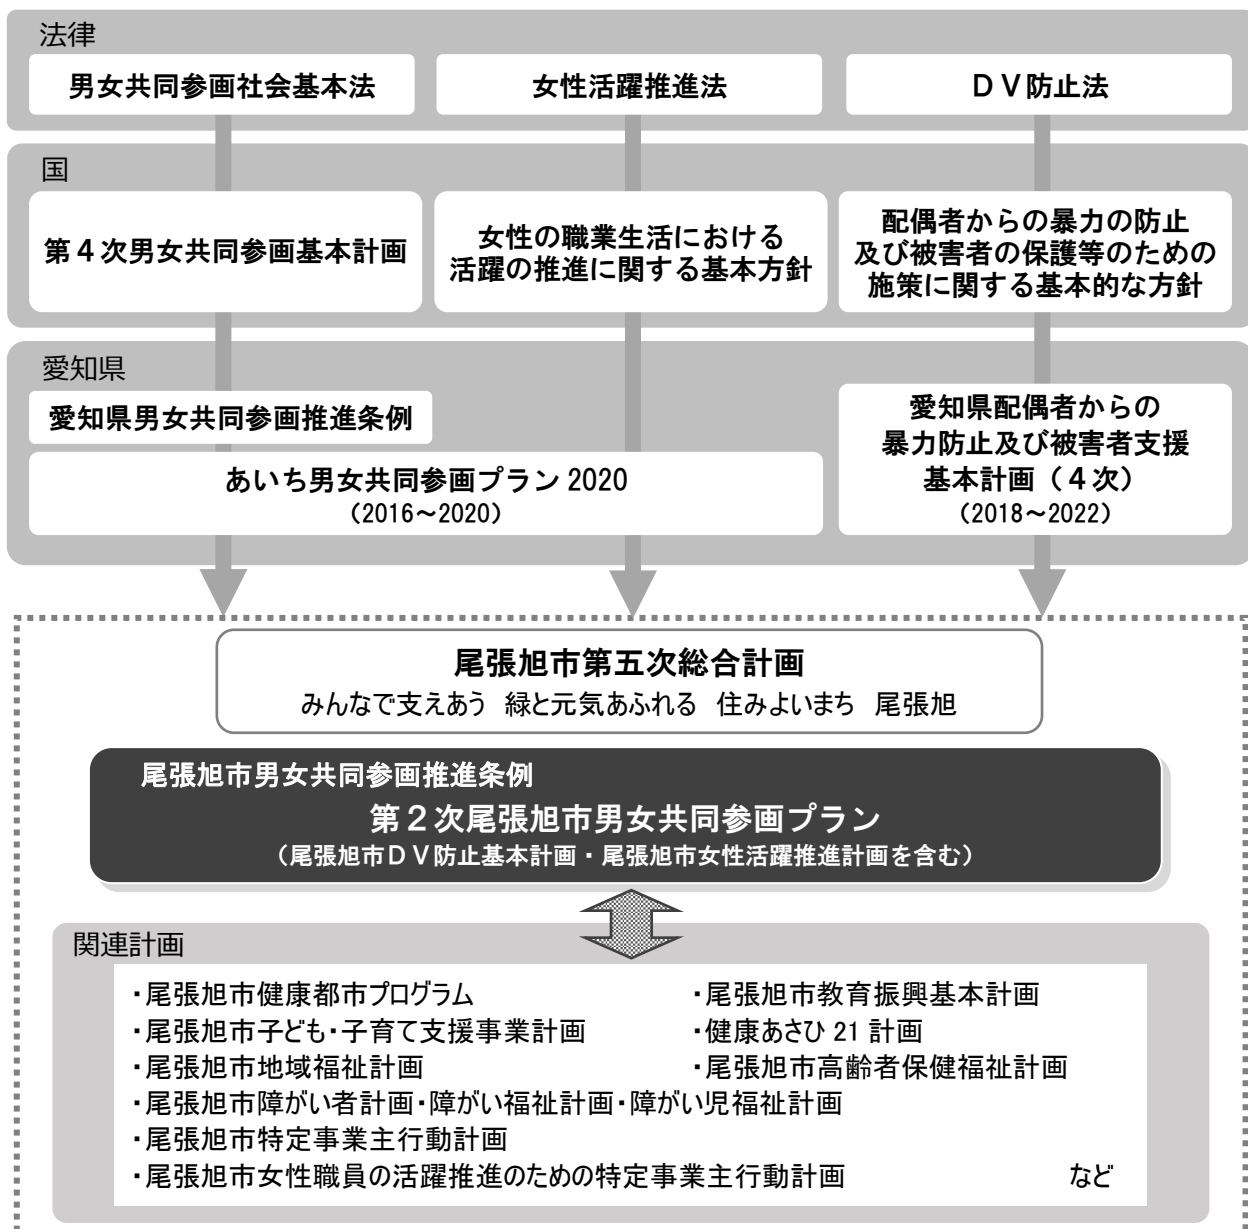 法律
男女共同参画社会基本法
女性活躍推進法
ＤＶ防止法
国
第４次男女共同参画基本計画
女性の職業生活における
活躍の推進に関する基本方針
配偶者からの暴力の防止
及び被害者の保護等のための
施策に関する基本的な方針
愛知県
愛知県男女共同参画推進条例
あいち男女共同参画プラン 2020
（2016～2020）
愛知県配偶者からの
暴力防止及び被害者支援
基本計画（４次）
（2018～2022）
尾張旭市第五次総合計画
みんなで支えあう　緑と元気あふれる　住みよいまち　尾張旭
尾張旭市男女共同参画推進条例
第２次尾張旭市男女共同参画プラン
（尾張旭市ＤＶ防止基本計画・尾張旭市女性活躍推進計画を含む）
関連計画
・尾張旭市健康都市プログラム　・尾張旭市教育振興基本計画
・尾張旭市子ども・子育て支援事業計画　・健康あさひ 21 計画
・尾張旭市地域福祉計画　・尾張旭市高齢者保健福祉計画
・尾張旭市障がい者計画・障がい福祉計画・障がい児福祉計画
・尾張旭市特定事業主行動計画
・尾張旭市女性職員の活躍推進のための特定事業主行動計画　など